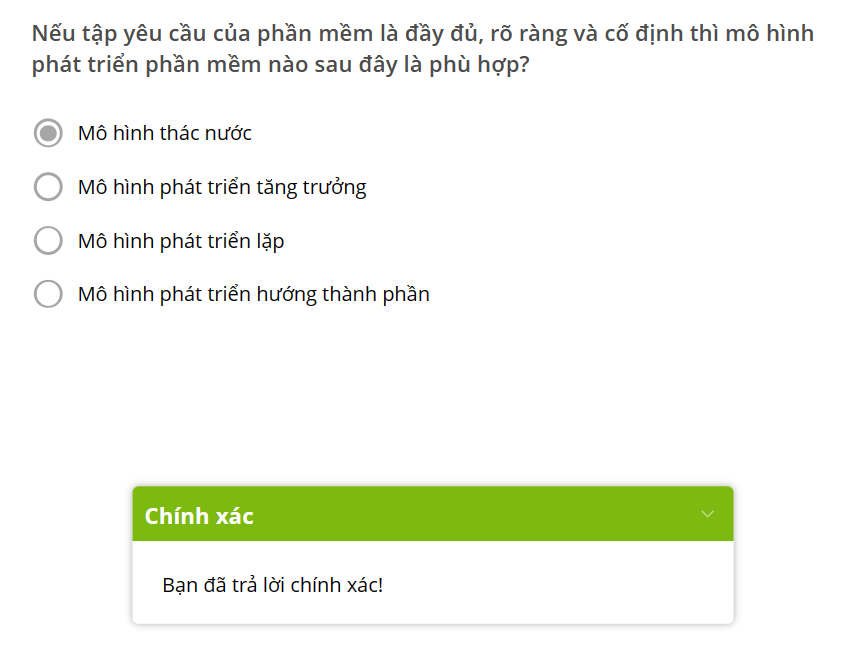 Nếu tập yêu cầu của phần mềm là đầy đủ, rõ ràng và cố định thì mô hình
phát triển phần mềm nào sau đây là phù hợp?
Mô hình thác nước
Mô hình phát triển tăng trưởng
Mô hình phát triển lặp
Mô hình phát triển hướng thành phần
Chính xác
Bạn đã trả lời chính xác!